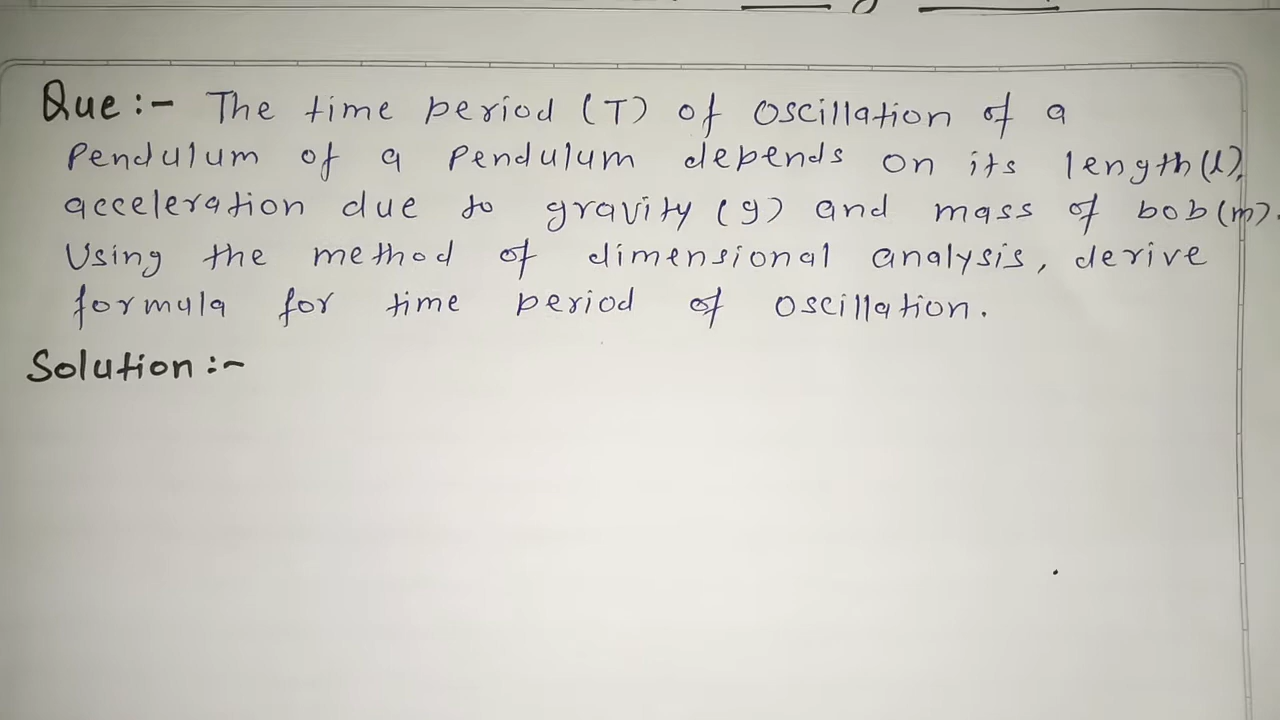 Que :- The time period (T) of oscillation of a
Pendulum of a Pendulum depends on its length (l),
acceleration due to gravity (g) and mass of bob (m).
Using the method of dimensional analysis, derive
formula for time period of oscillation.
Solution :-